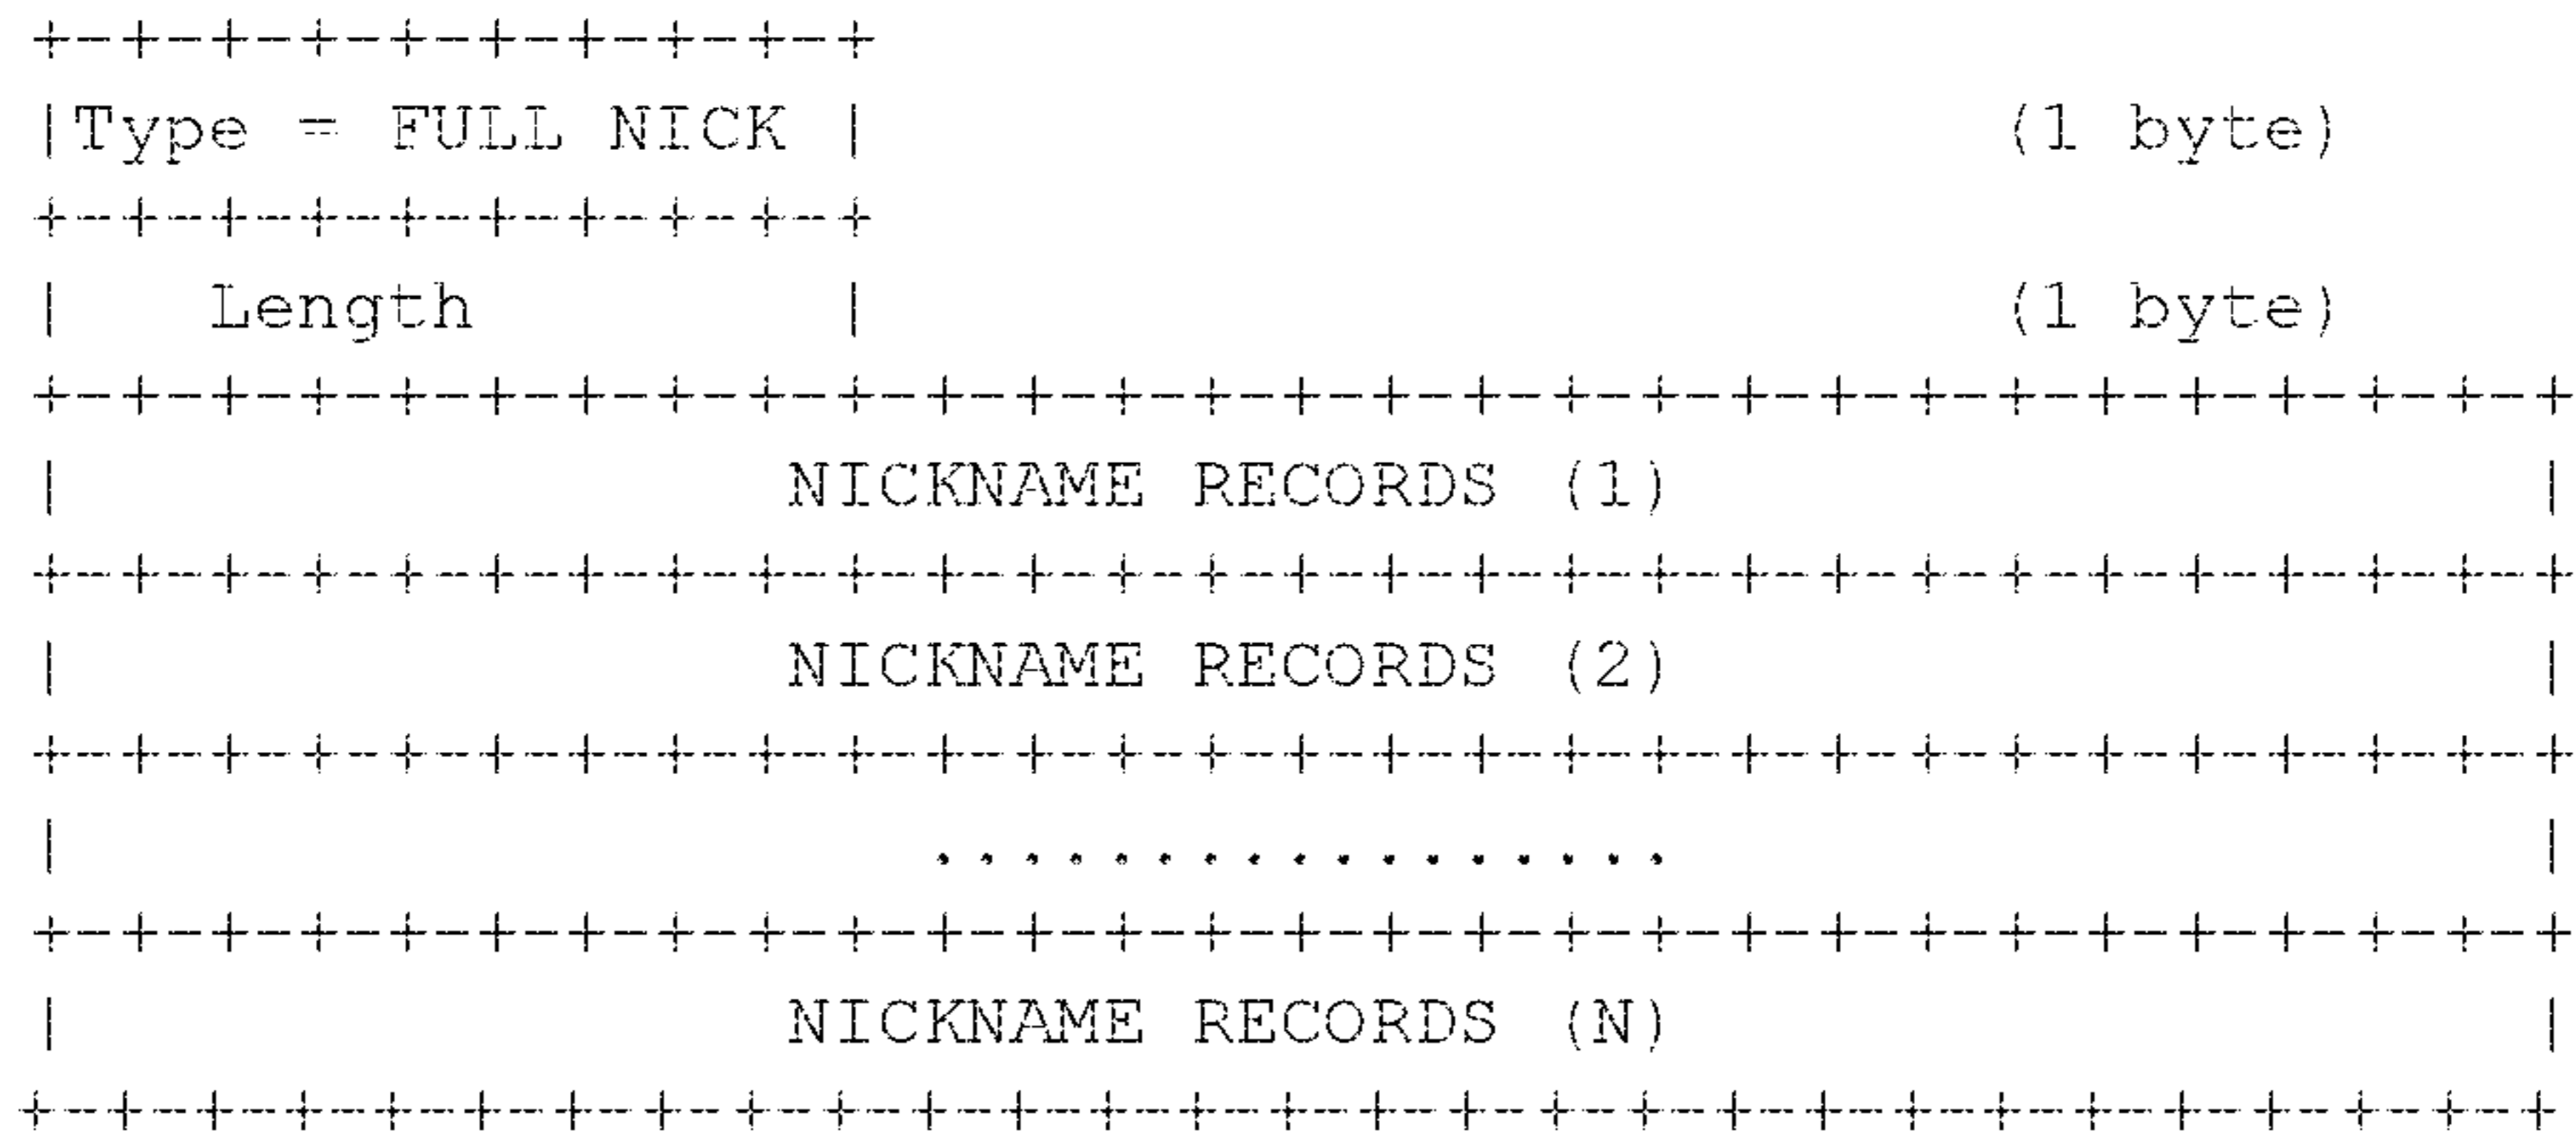 +-+-+-+-+-+-+-+-+-+
|Type = FULL NICK |                         (1 byte)
+-+-+-+-+-+-+-+-+-+
|   Length        |                         (1 byte)
+-+-+-+-+-+-+-+-+-+-+-+-+-+-+-+-+-+-+-+-+-+-+-+-+-+-+-+-+
|                NICKNAME RECORDS (1)                   |
+-+-+-+-+-+-+-+-+-+-+-+-+-+-+-+-+-+-+-+-+-+-+-+-+-+-+-+-+
|                NICKNAME RECORDS (2)                   |
+-+-+-+-+-+-+-+-+-+-+-+-+-+-+-+-+-+-+-+-+-+-+-+-+-+-+-+-+
|                   .................                   |
+-+-+-+-+-+-+-+-+-+-+-+-+-+-+-+-+-+-+-+-+-+-+-+-+-+-+-+-+
|                NICKNAME RECORDS (N)                   |
+-+-+-+-+-+-+-+-+-+-+-+-+-+-+-+-+-+-+-+-+-+-+-+-+-+-+-+-+